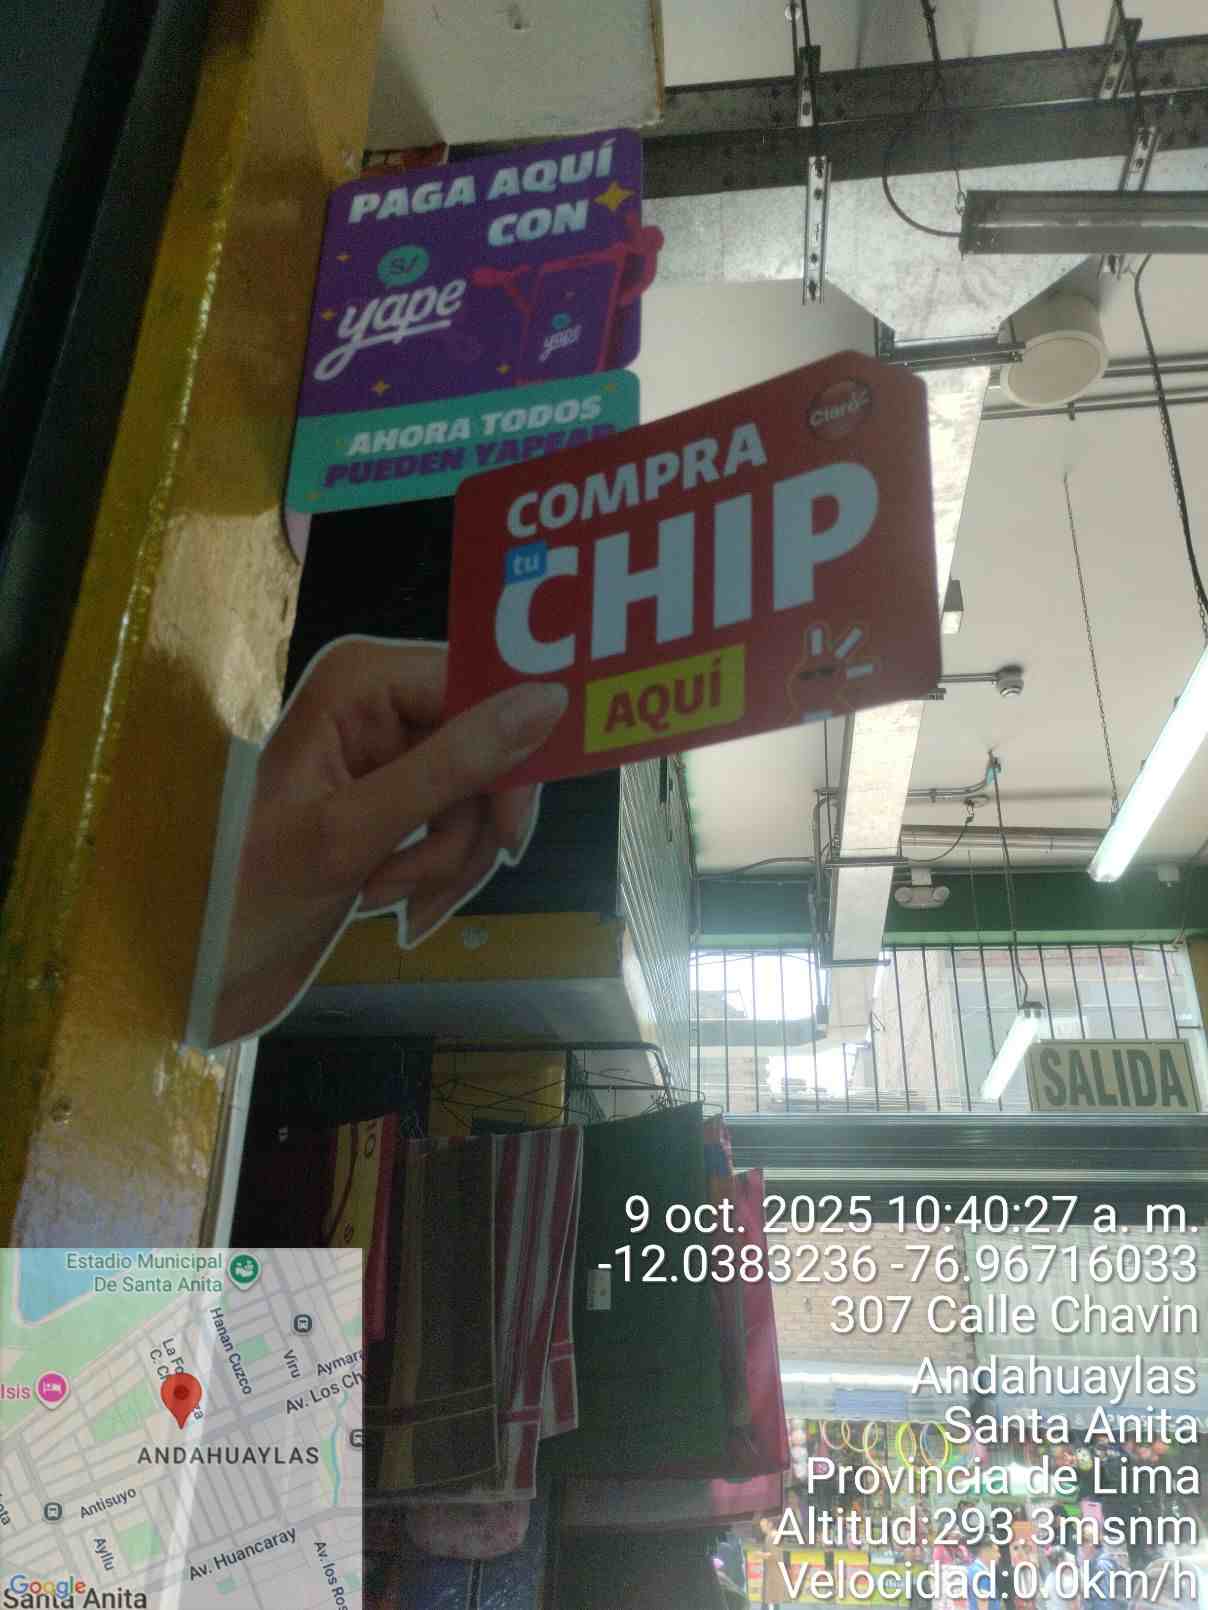 PAGA AQUÍ
CON
S/
yape
S/
yape
AHORA TODOS
PUEDEN YAPEAR
Claro
COMPRA
tu
CHIP
AQUÍ
SALIDA
9 oct. 2025 10:40:27 a. m.
-12.0383236 -76.96716033
307 Calle Chavin
Andahuaylas
Santa Anita
Provincia de Lima
Altitud:293.3msnm
Velocidad:0.0km/h
Estadio Municipal
De Santa Anita
Hanan Cuzco
Viru
Aymara
Av. Los Ch
Isis
La Fo
ANDAHUAYLAS
Antisuyo
Ayllu
Av. Huancaray
Av. los Ros
Google
Santa Anita